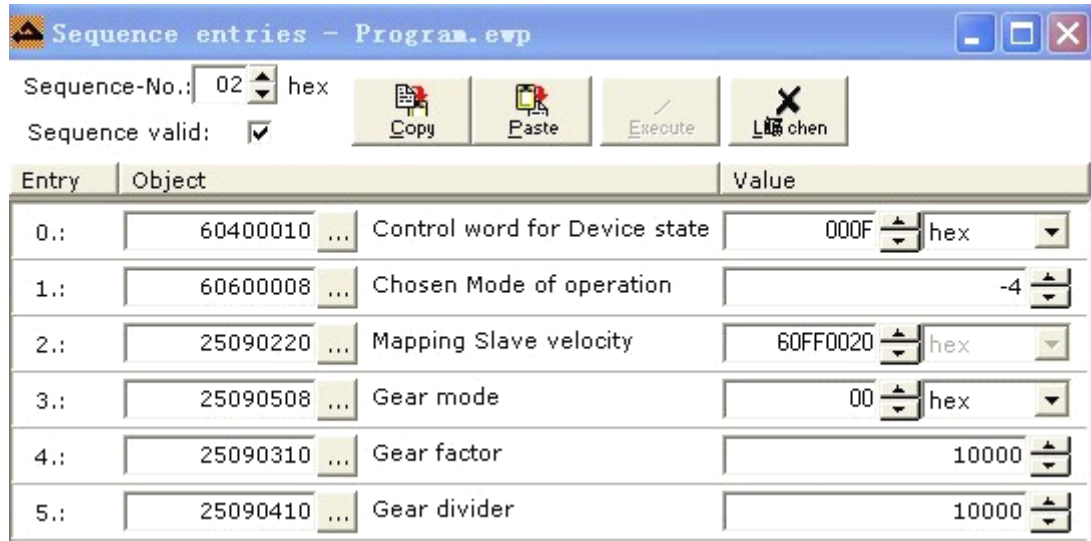 Sequence entries - Program.ewp
Sequence-No.: 02 hex
Sequence valid:
Copy Paste Execute chen
Entry Object Value
0.: 60400010 ... Control word for Device state 000F hex
1.: 60600008 ... Chosen Mode of operation -4
2.: 25090220 ... Mapping Slave velocity 60FF0020 hex
3.: 25090508 ... Gear mode 00 hex
4.: 25090310 ... Gear factor 10000
5.: 25090410 ... Gear divider 10000